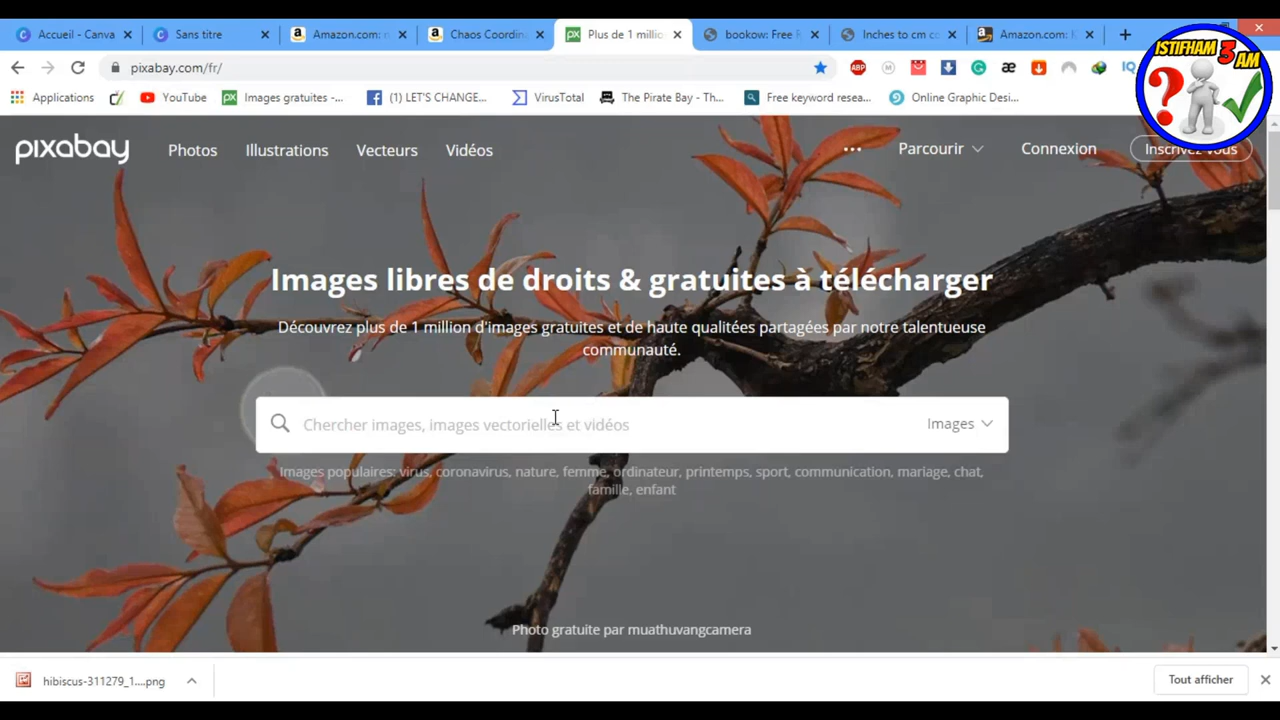 Accueil - Canva
Sans titre
Amazon.com: n
Chaos Coordin
Plus de 1 millio
bookow: Free
Inches to cm co
Amazon.com: K
pixabay.com/fr/
ABP
M
æ
IQ
ISTIFHAM 3 AM
Applications
YouTube
Images gratuites -...
(1) LET'S CHANGE...
VirusTotal
The Pirate Bay - Th...
Free keyword resea...
Online Graphic Desi...
pixabay
Photos
Illustrations
Vecteurs
Vidéos
Parcourir
Connexion
Inscrivez-vous
Images libres de droits & gratuites à télécharger
Découvrez plus de 1 million d'images gratuites et de haute qualitées partagées par notre talentueuse
communauté.
Chercher images, images vectorielles et vidéos
Images
Images populaires: virus, coronavirus, nature, femme, ordinateur, printemps, sport, communication, mariage, chat,
famille, enfant
Photo gratuite par muathuvangcamera
hibiscus-311279_1....png
Tout afficher